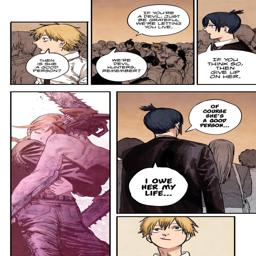 THEN
IS SHE
A GOOD
PERSON?
IF YOU'RE
A DEVIL, JUST
BE GRATEFUL
WE'RE LETTING
YOU LIVE.
WE'RE
DEVIL
HUNTERS,
REMEMBER?
IF YOU
THINK SO,
THEN
GIVE UP
ON HER.
OF
COURSE
SHE'S
A GOOD
PERSON...
I OWE
HER MY
LIFE...